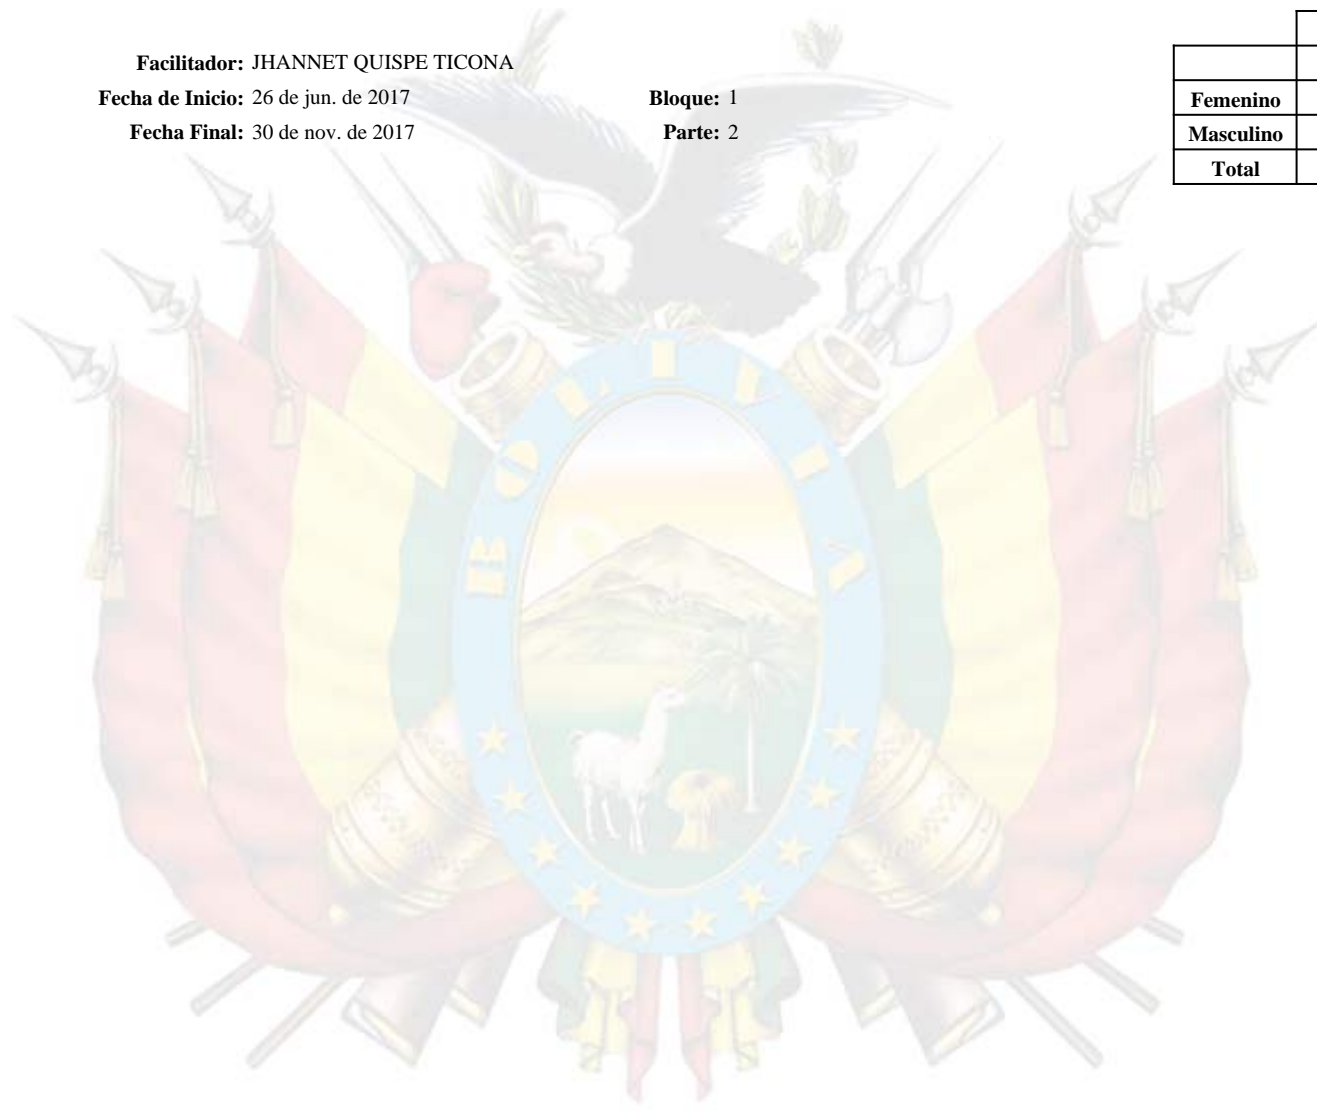 Facilitador: JHANNET QUISPE TICONA
Fecha de Inicio: 26 de jun. de 2017 Bloque: 1
Fecha Final: 30 de nov. de 2017 Parte: 2
Femenino
Masculino
Total
BOLIVIA